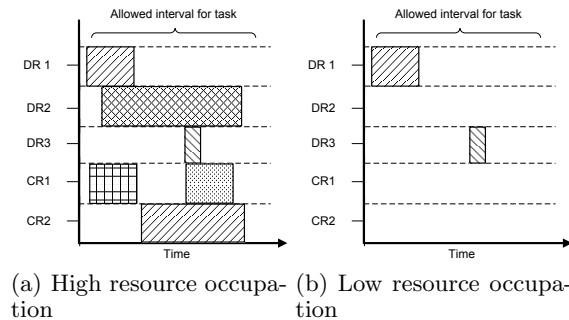 Allowed interval for task
DR 1
DR2
DR3
CR1
CR2
Time
(a) High resource occupa-
tion
Allowed interval for task
DR 1
DR2
DR3
CR1
CR2
Time
(b) Low resource occupa-
tion